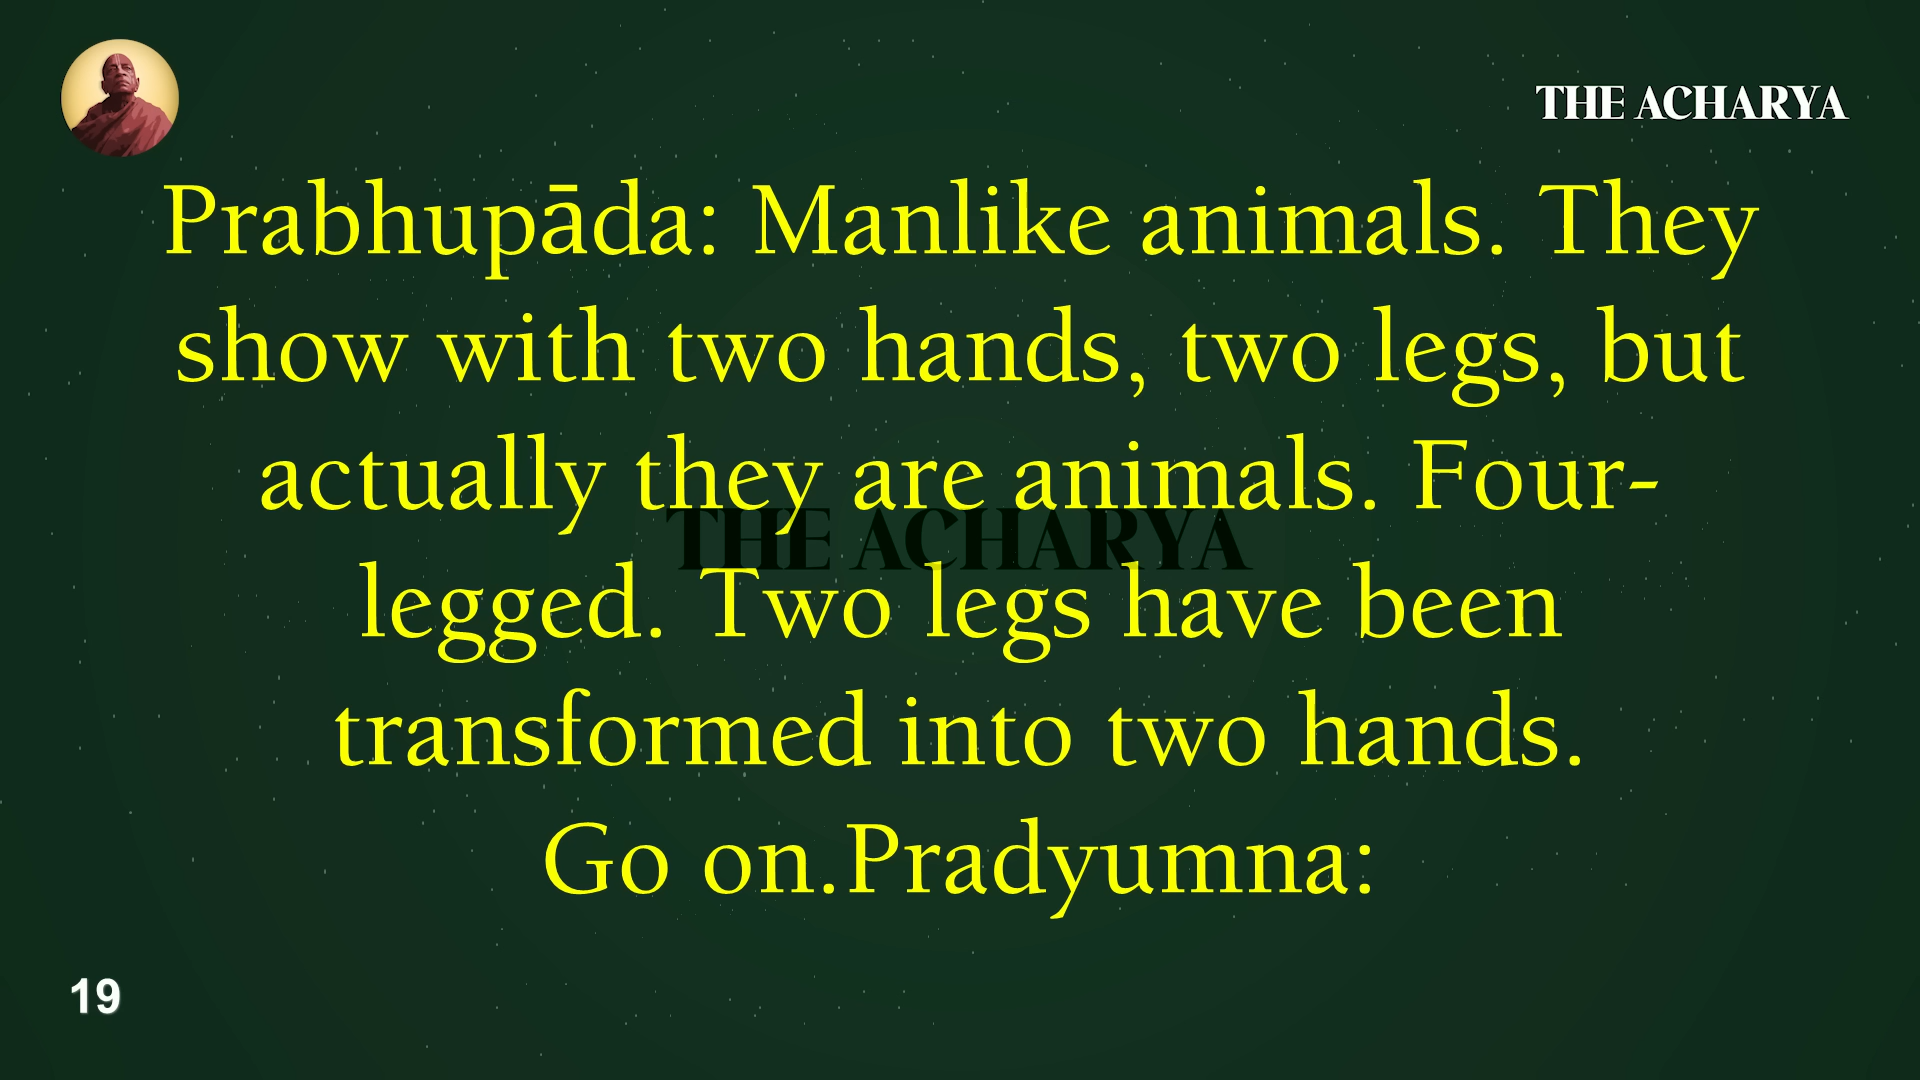 THE ACHARYA
Prabhupāda: Manlike animals. They
show with two hands, two legs, but
actually they are animals. Four-
legged. Two legs have been
transformed into two hands.
Go on.Pradyumna:
THE ACHARYA
19